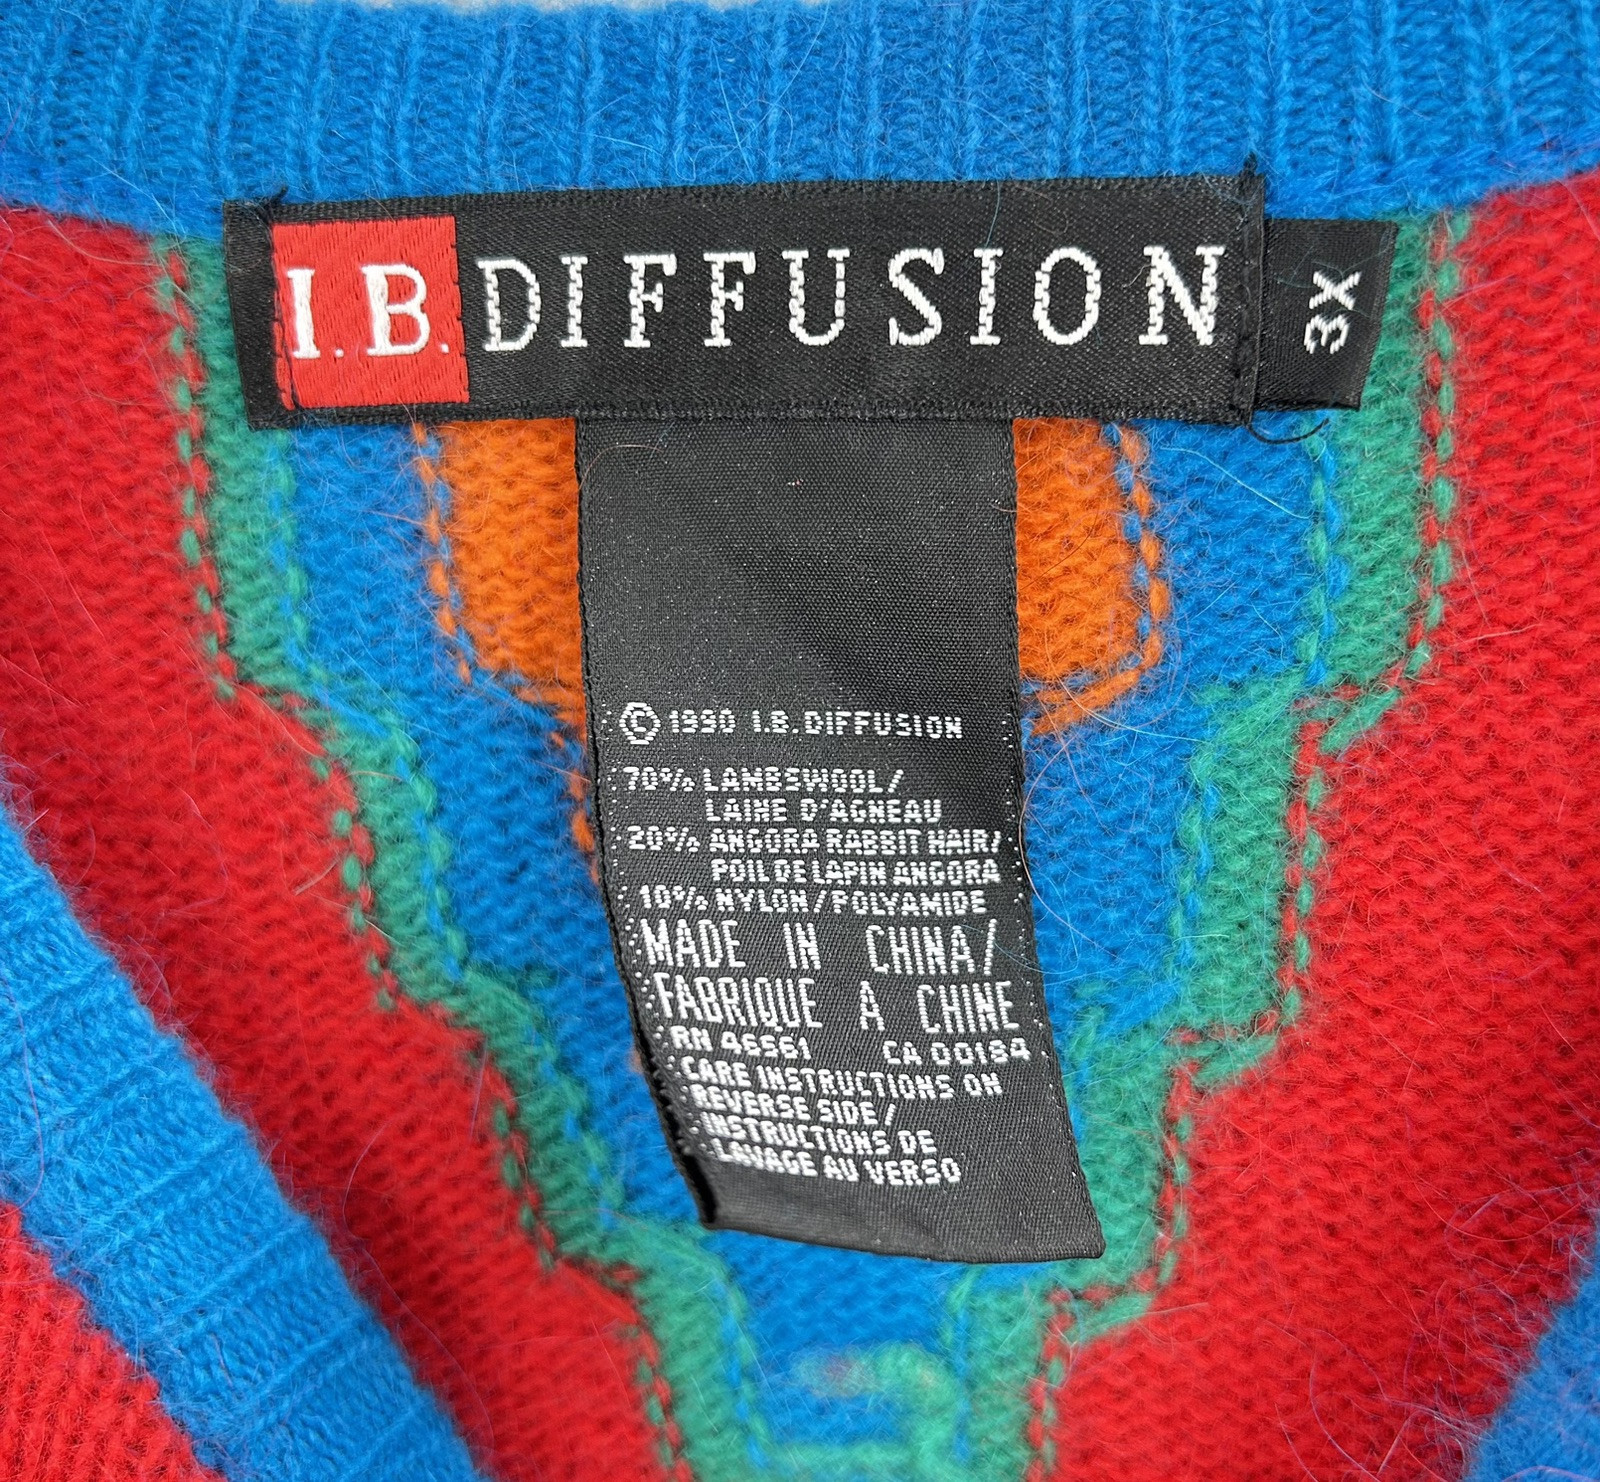 I.B. DIFFUSION
3X
© 1990 I.B. DIFFUSION
70% LAMBSWOOL/
LAINE D'AGNEAU
20% ANGORA RABBIT HAIR/
POIL DE LAPIN ANGORA
10% NYLON/POLYAMIDE
MADE IN CHINA/
FABRIQUE A CHINE
RN 46561 CA 00184
CARE INSTRUCTIONS ON
REVERSE SIDE/
INSTRUCTIONS DE
LAVAGE AU VERSO